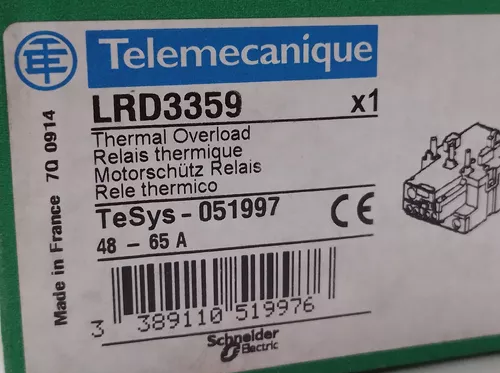 Telemecanique
LRD3359 x1
Thermal Overload
Relais thermique
Motorschütz Relais
Rele thermico
TeSys - 051997 CE
48 - 65 A
3 389110 519976
Schneider
Electric
Made in France 7Q 0914